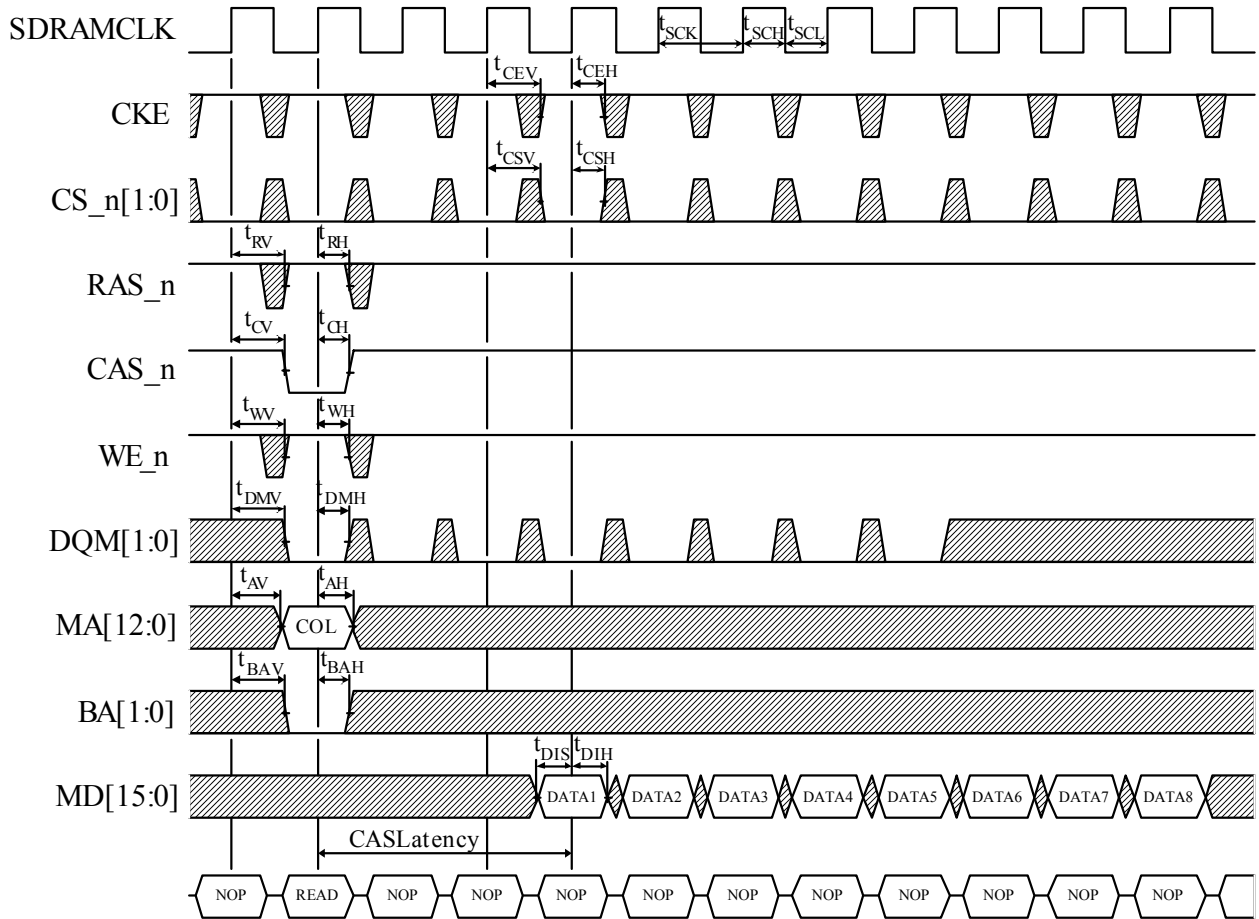 SDRAMCLK
tSCK tSCH tSCL
tCEV tCEH
CKE
tCSV tCSH
CS_n[1:0]
tRV tRH
RAS_n
tCV tCH
CAS_n
tWV tWH
WE_n
tDMV tDMH
DQM[1:0]
tAV tAH
MA[12:0] COL
tBAV tBAH
BA[1:0]
tDIS tDIH
MD[15:0] DATA1 DATA2 DATA3 DATA4 DATA5 DATA6 DATA7 DATA8
CASLatency
NOP READ NOP NOP NOP NOP NOP NOP NOP NOP NOP NOP